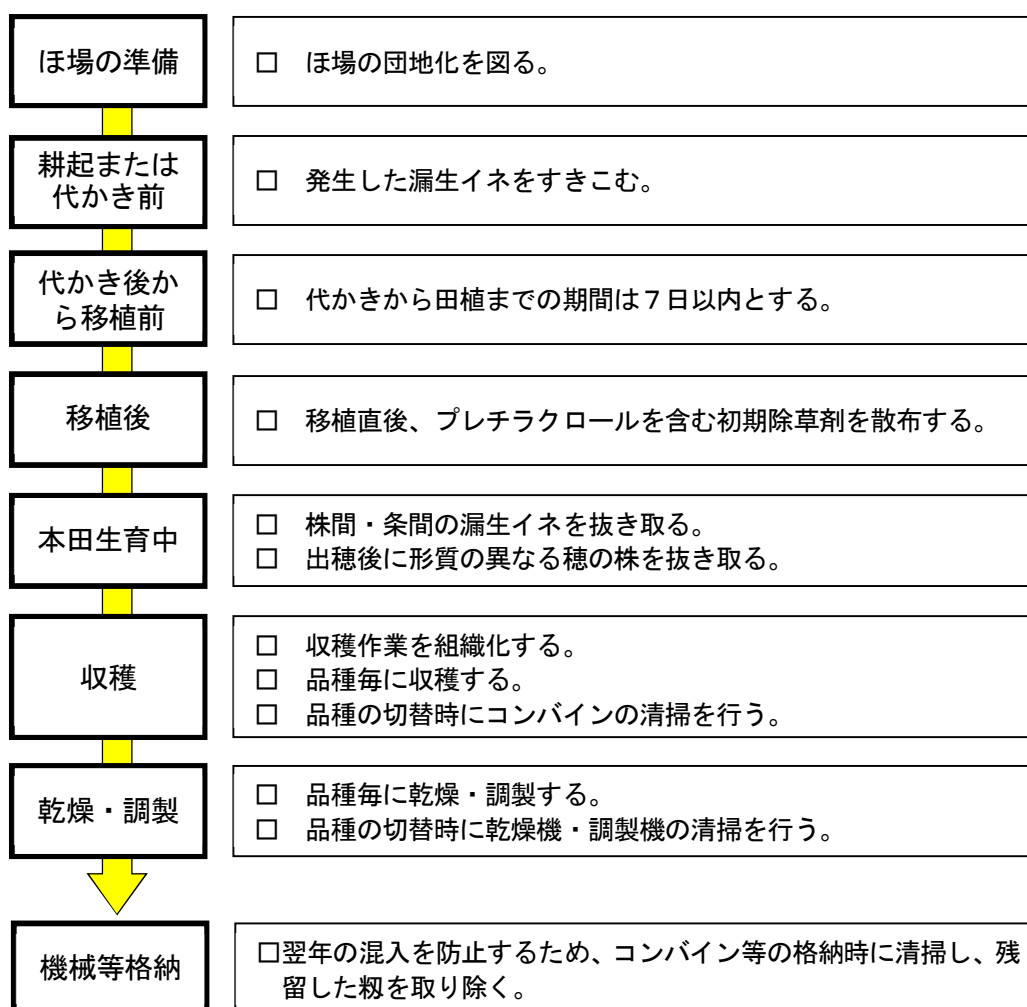 ほ場の準備
□ ほ場の団地化を図る。
耕起または
代かき前
□ 発生した漏生イネをすきこむ。
代かき後か
ら移植前
□ 代かきから田植までの期間は７日以内とする。
移植後
□ 移植直後、プレチラクロールを含む初期除草剤を散布する。
本田生育中
□ 株間・条間の漏生イネを抜き取る。
□ 出穂後に形質の異なる穂の株を抜き取る。
収穫
□ 収穫作業を組織化する。
□ 品種毎に収穫する。
□ 品種の切替時にコンバインの清掃を行う。
乾燥・調製
□ 品種毎に乾燥・調製する。
□ 品種の切替時に乾燥機・調製機の清掃を行う。
機械等格納
□翌年の混入を防止するため、コンバイン等の格納時に清掃し、残
留した籾を取り除く。